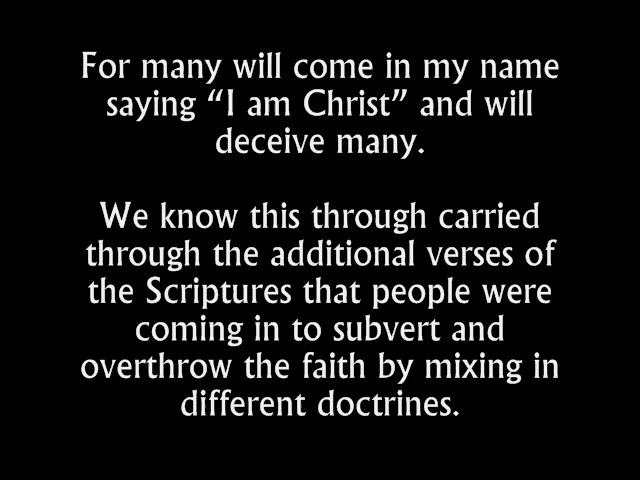 For many will come in my name
saying “I am Christ” and will
deceive many.
We know this through carried
through the additional verses of
the Scriptures that people were
coming in to subvert and
overthrow the faith by mixing in
different doctrines.